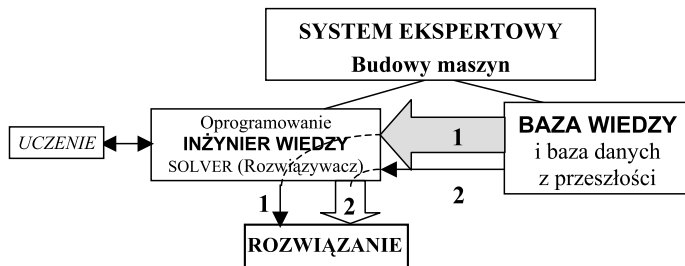 SYSTEM EKSPERTOWY
Budowy maszyn
Oprogramowanie
INŻYNIER WIEDZY
SOLVER (Rozwiązywacz)
UCZENIE
1
BAZA WIEDZY
i baza danych
z przeszłości
2
1
2
ROZWIĄZANIE